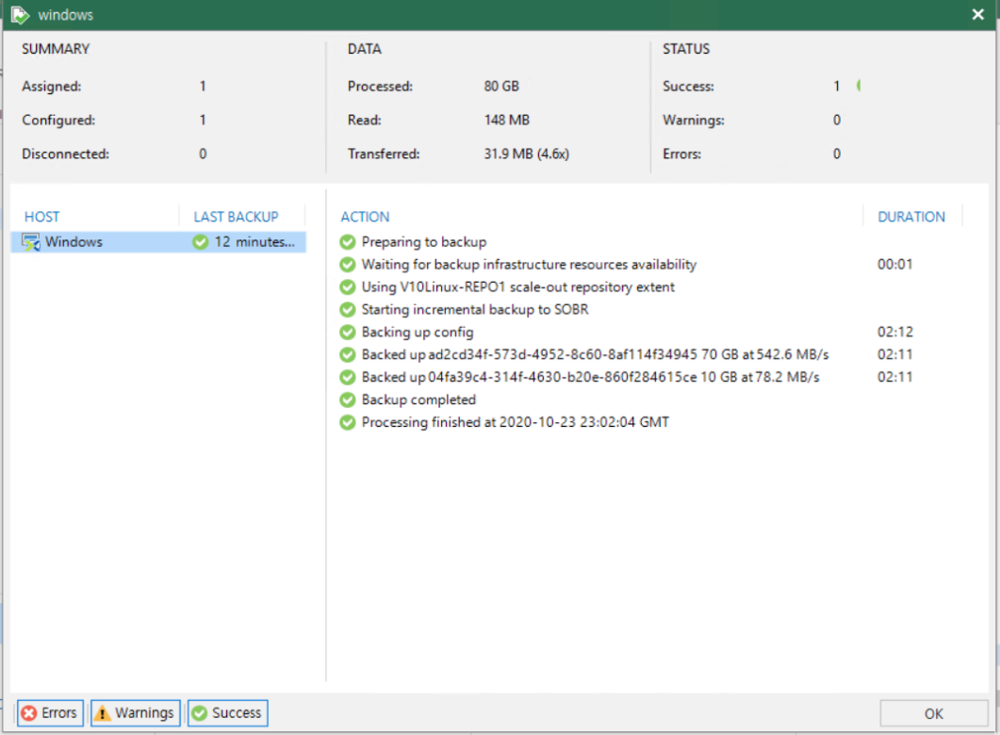 windows
SUMMARY
Assigned: 1
Configured: 1
Disconnected: 0
DATA
Processed: 80 GB
Read: 148 MB
Transferred: 31.9 MB (4.6x)
STATUS
Success: 1
Warnings: 0
Errors: 0
HOST LAST BACKUP
Windows 12 minutes...
ACTION DURATION
Preparing to backup
Waiting for backup infrastructure resources availability 00:01
Using V10Linux-REPO1 scale-out repository extent
Starting incremental backup to SOBR
Backing up config 02:12
Backed up ad2cd34f-573d-4952-8c60-8af114f34945 70 GB at 542.6 MB/s 02:11
Backed up 04fa39c4-314f-4630-b20e-860f284615ce 10 GB at 78.2 MB/s 02:11
Backup completed
Processing finished at 2020-10-23 23:02:04 GMT
Errors Warnings Success OK